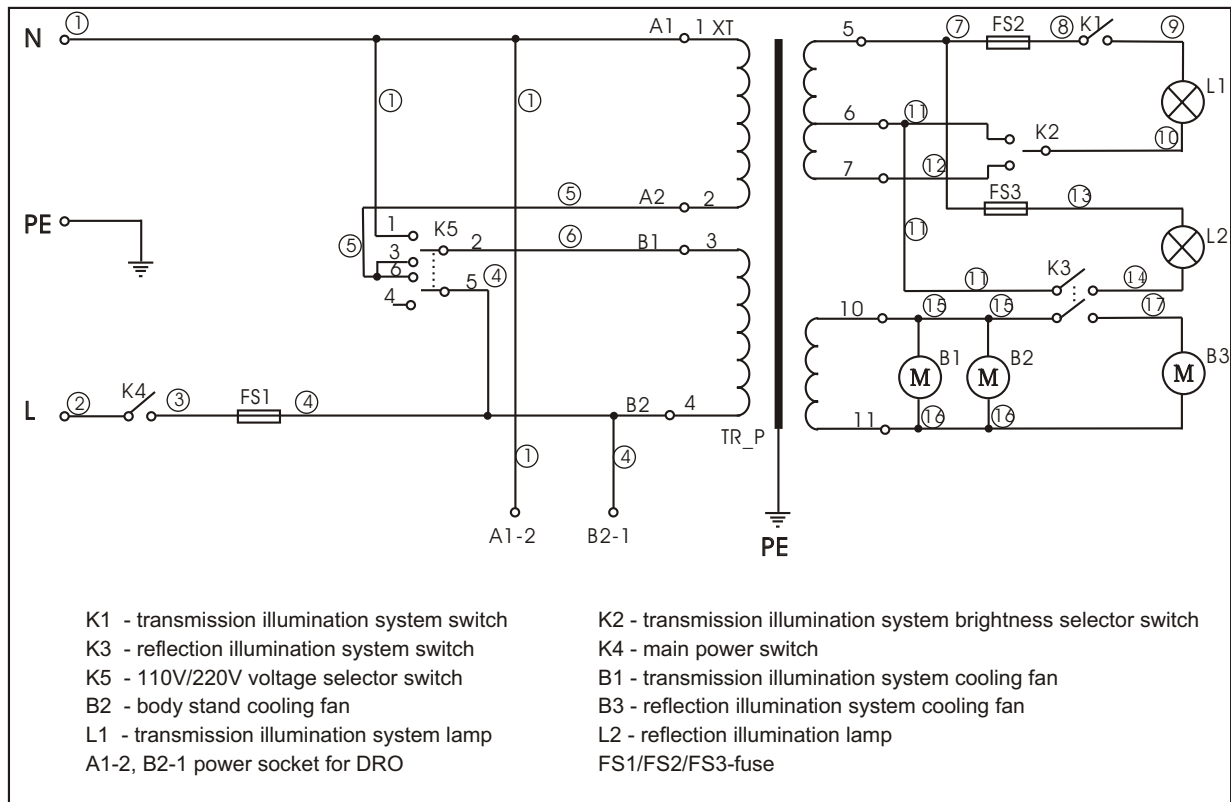 N ① A1 1 XT 5 ⑦ FS2 ⑧ K1 ⑨
L1
① ① 6 ⑪ K2 ⑩
7 ⑫
⑤ A2 2 FS3 ⑬
PE 1 K5 ⑪ L2
⑤ 3 2 ⑥ B1 3
6 5 ④ K3
4 ⑪ ⑭
10 ⑮ ⑮ ⑰
B1 B2 B3
M M M
L ② K4 ③ FS1 ④ B2 4
11 ⑯ ⑯
TR_P
① ④
A1-2 B2-1
PE
K1 - transmission illumination system switch
K2 - transmission illumination system brightness selector switch
K3 - reflection illumination system switch
K4 - main power switch
K5 - 110V/220V voltage selector switch
B1 - transmission illumination system cooling fan
B2 - body stand cooling fan
B3 - reflection illumination system cooling fan
L1 - transmission illumination system lamp
L2 - reflection illumination lamp
A1-2, B2-1 power socket for DRO
FS1/FS2/FS3-fuse